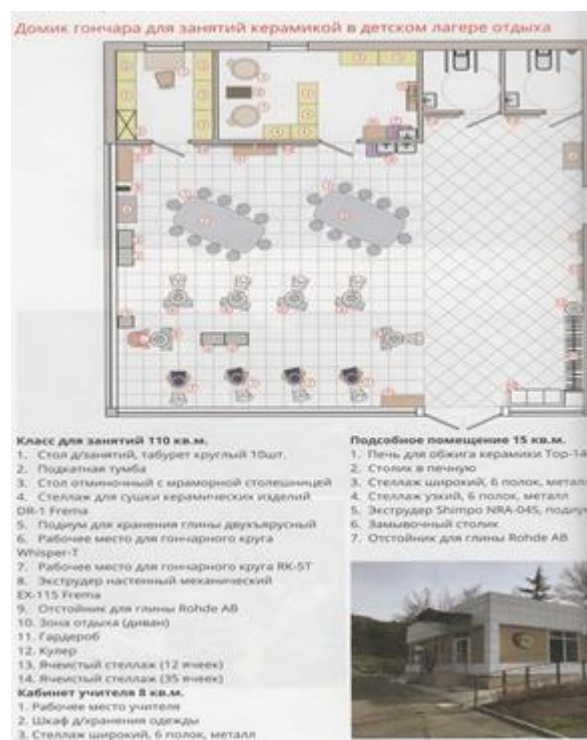 Домик гончара для занятий керамикой в детском лагере отдыха
Класс для занятий 110 кв.м.
1. Стол д/занятий, табурет круглый 10шт.
2. Подкатная тумба
3. Стол отминочный с мраморной столешницей
4. Стеллаж для сушки керамических изделий
DR-1 Frema
5. Подиум для хранения глины двухъярусный
6. Рабочее место для гончарного круга
Whisper-T
7. Рабочее место для гончарного круга RK-5T
8. Экструдер настенный механический
EX-115 Frema
9. Отстойник для глины Rohde AB
10. Зона отдыха (диван)
11. Гардероб
12. Кулер
13. Ячеистый стеллаж (12 ячеек)
14. Ячеистый стеллаж (35 ячеек)
Кабинет учителя 8 кв.м.
1. Рабочее место учителя
2. Шкаф д/хранения одежды
3. Стеллаж широкий, 6 полок, металл
Подсобное помещение 15 кв.м.
1. Печь для обжига керамики Top-14
2. Столик в печную
3. Стеллаж широкий, 6 полок, металл
4. Стеллаж узкий, 6 полок, металл
5. Экструдер Shimpo NRA-04S, подиу
6. Замывочный столик
7. Отстойник для глины Rohde AB